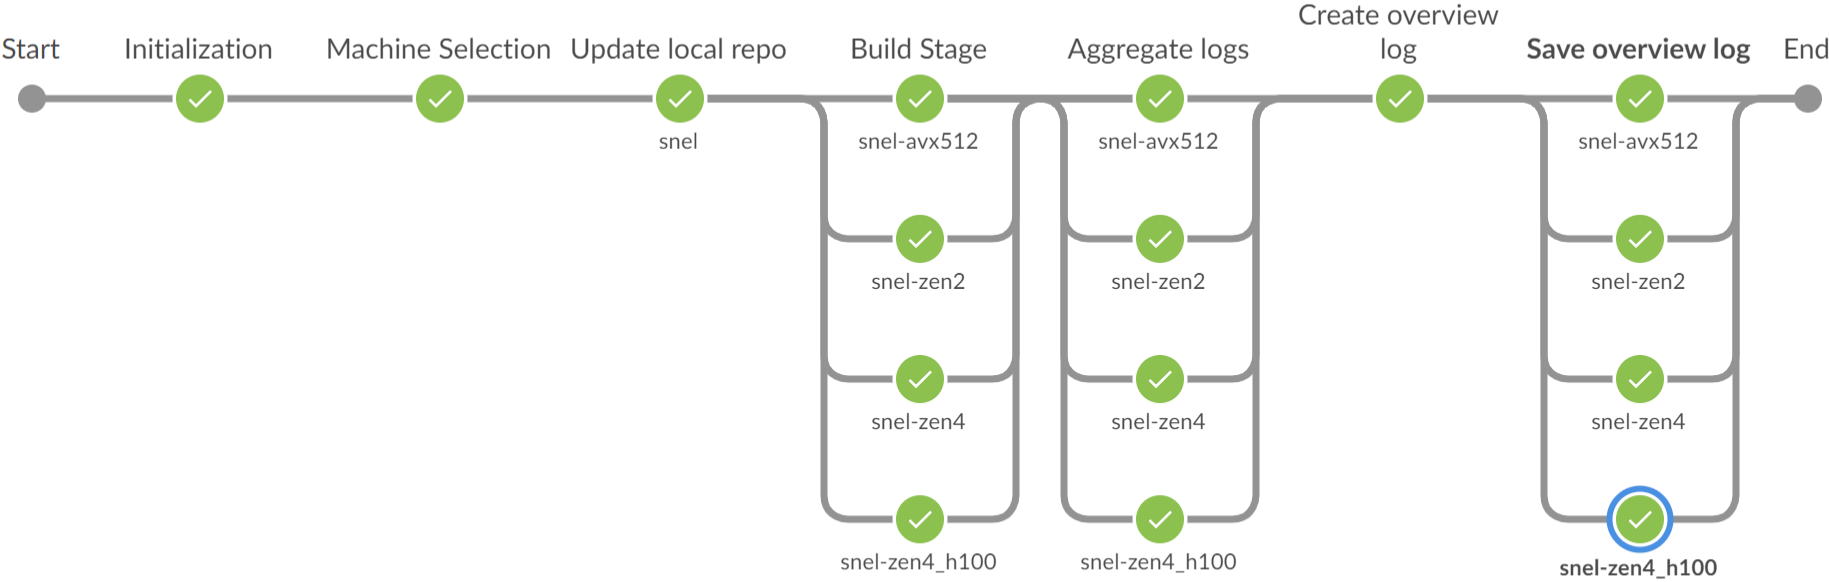 Start
Initialization
Machine Selection
Update local repo
Build Stage
Aggregate logs
Create overview
log
Save overview log
End
snel
snel-avx512
snel-avx512
snel-avx512
snel-zen2
snel-zen2
snel-zen2
snel-zen4
snel-zen4
snel-zen4
snel-zen4_h100
snel-zen4_h100
snel-zen4_h100